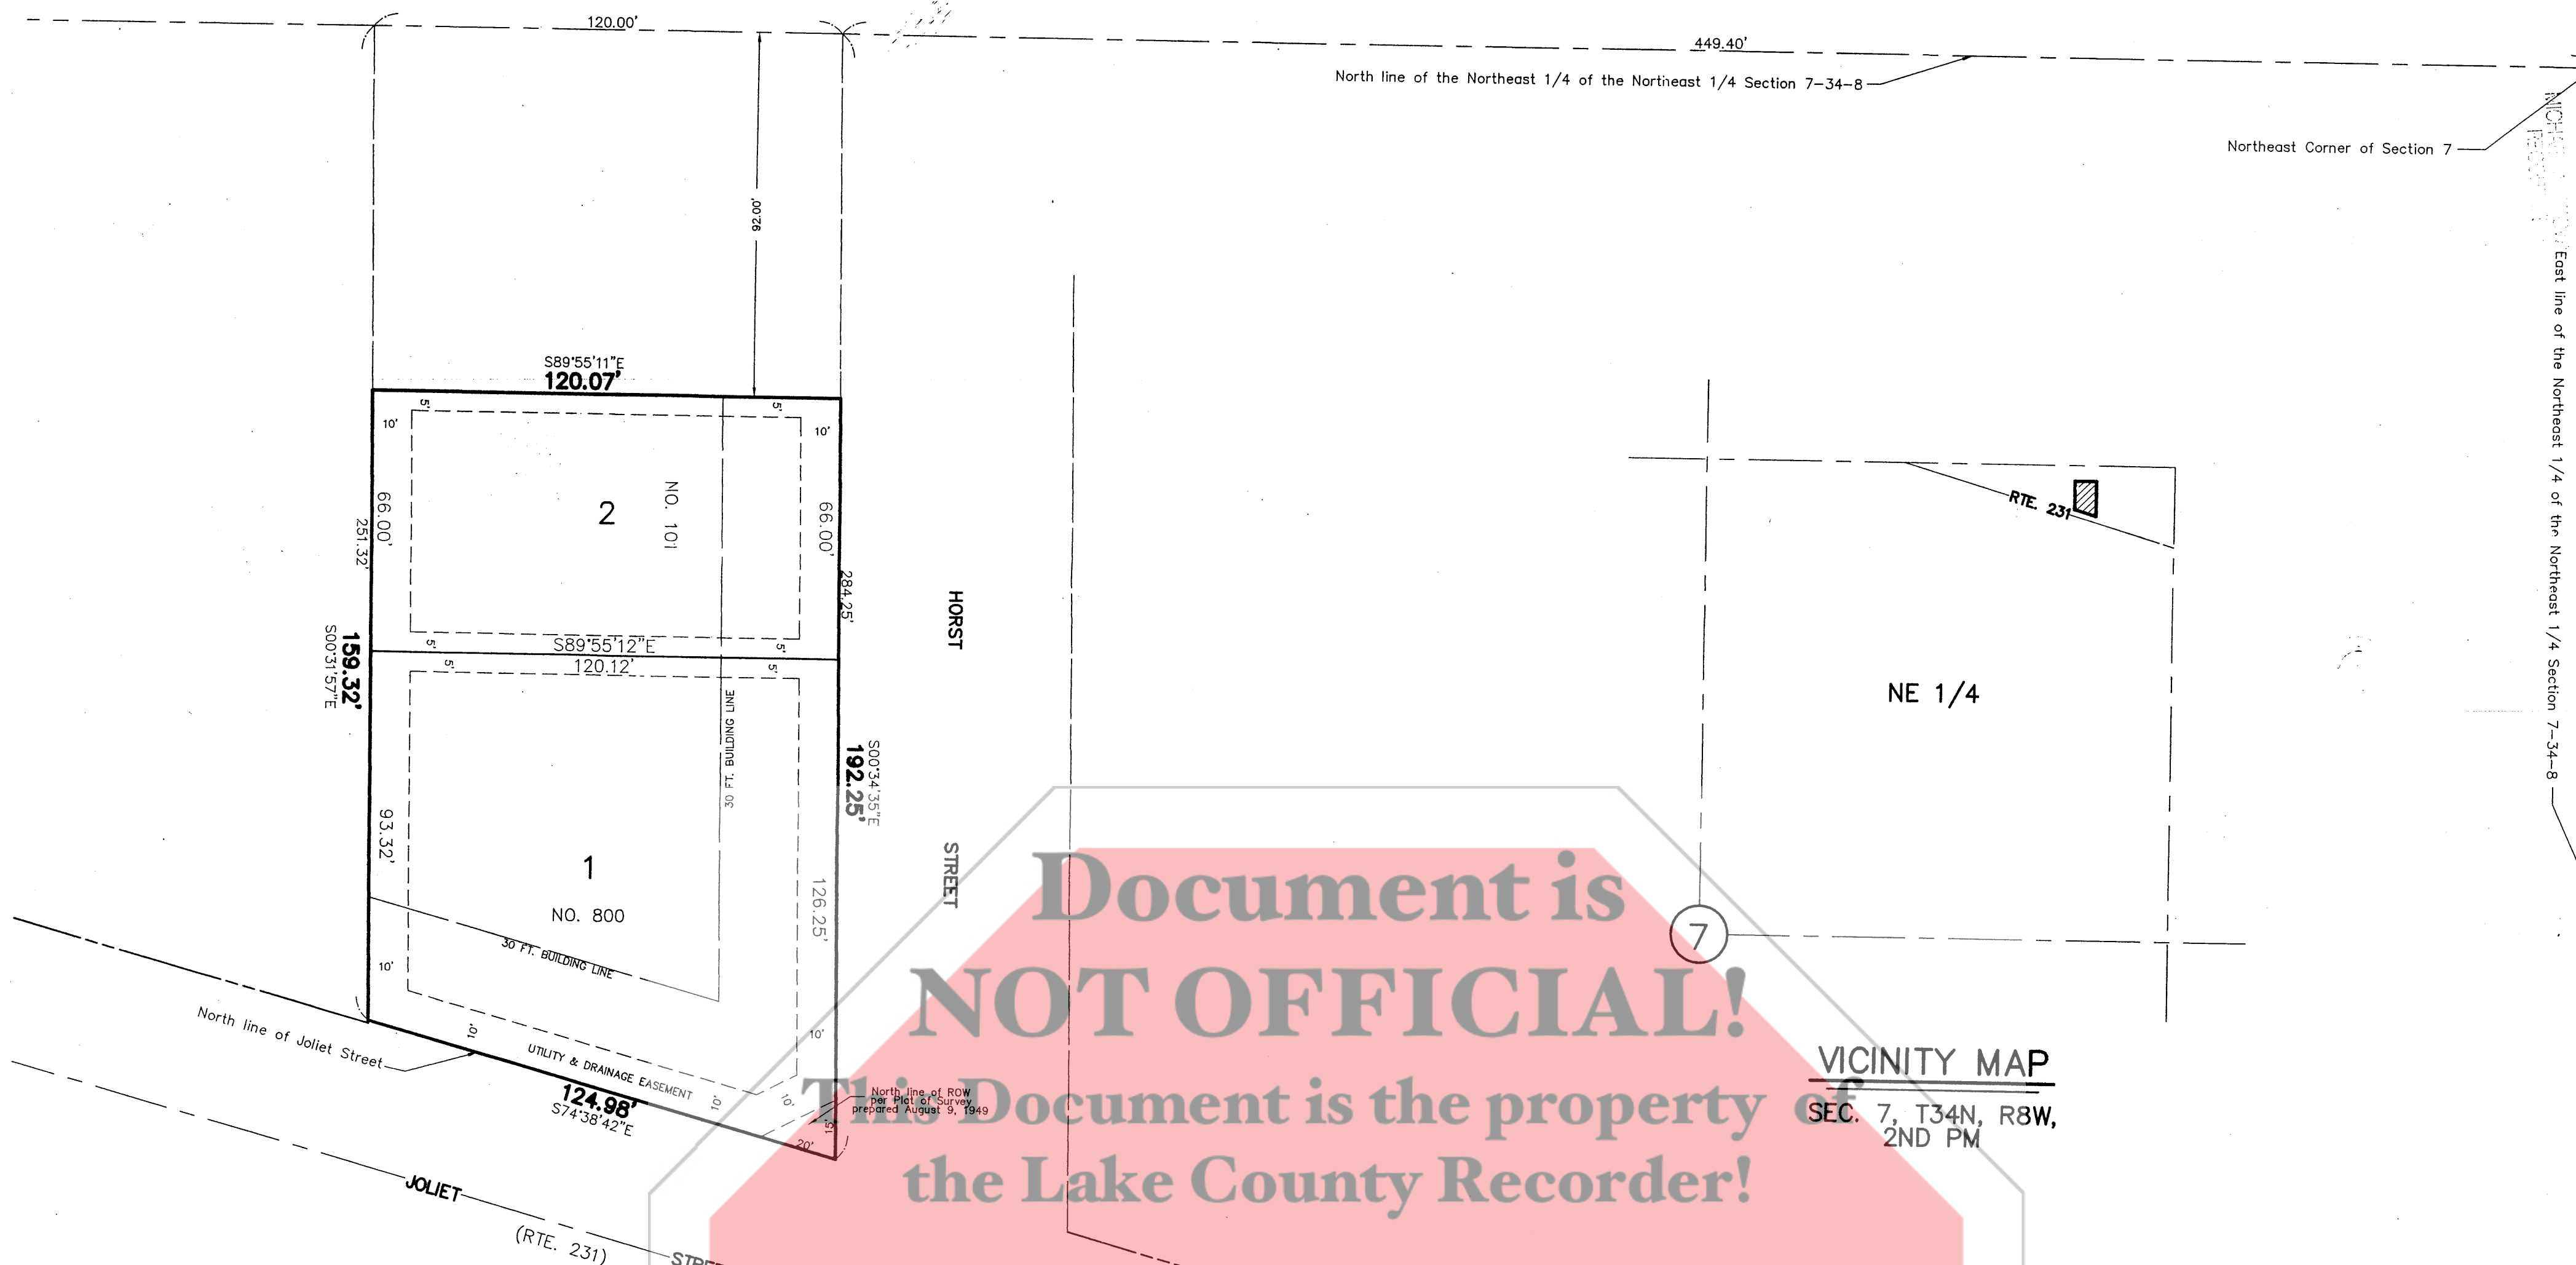 120.00'
449.40'
North line of the Northeast 1/4 of the Northeast 1/4 Section 7-34-8
Northeast Corner of Section 7
East line of the Northeast 1/4 of the Northeast 1/4 Section 7-34-8
92.00'
S89°55'11"E
120.07'
5'
5'
10'
10'
66.00'
251.32'
2
NO. 101
66.00'
284.25'
159.32'
S00°31'57"E
5'
S89°55'12"E
5'
5'
120.12'
5'
30 FT. BUILDING LINE
S00°34'35"E
192.25'
HORST
STREET
93.32'
1
NO. 800
126.25'
30 FT. BUILDING LINE
10'
10'
North line of Joliet Street
10'
UTILITY & DRAINAGE EASEMENT
10'
10'
124.98'
S74°38'42"E
North line of ROW
per Plat of Survey
prepared August 9, 1949
15'
20'
JOLIET
(RTE. 231)
RTE. 231
NE 1/4
7
VICINITY MAP
SEC. 7, T34N, R8W,
2ND PM
Document is
NOT OFFICIAL!
This Document is the property of
the Lake County Recorder!